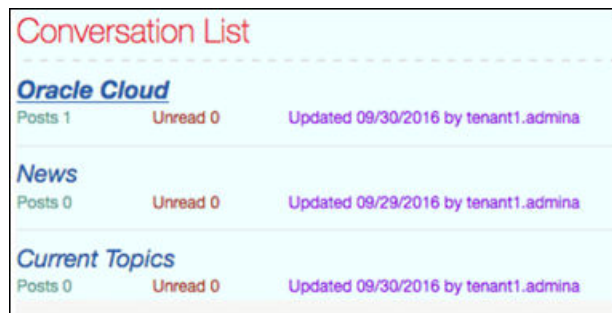 Conversation List
Oracle Cloud
Posts 1 Unread 0 Updated 09/30/2016 by tenant1.admina
News
Posts 0 Unread 0 Updated 09/29/2016 by tenant1.admina
Current Topics
Posts 0 Unread 0 Updated 09/30/2016 by tenant1.admina